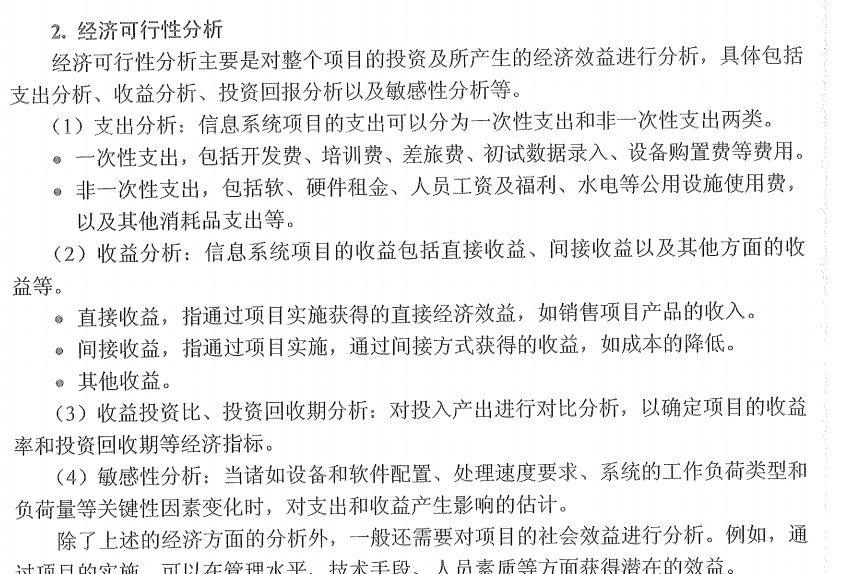 2. 经济可行性分析
经济可行性分析主要是对整个项目的投资及所产生的经济效益进行分析，具体包括
支出分析、收益分析、投资回报分析以及敏感性分析等。
（1）支出分析：信息系统项目的支出可以分为一次性支出和非一次性支出两类。
● 一次性支出，包括开发费、培训费、差旅费、初试数据录入、设备购置费等费用。
● 非一次性支出，包括软、硬件租金、人员工资及福利、水电等公用设施使用费，
以及其他消耗品支出等。
（2）收益分析：信息系统项目的收益包括直接收益、间接收益以及其他方面的收
益等。
● 直接收益，指通过项目实施获得的直接经济效益，如销售项目产品的收入。
● 间接收益，指通过项目实施，通过间接方式获得的收益，如成本的降低。
● 其他收益。
（3）收益投资比、投资回收期分析：对投入产出进行对比分析，以确定项目的收益
率和投资回收期等经济指标。
（4）敏感性分析：当诸如设备和软件配置、处理速度要求、系统的工作负荷类型和
负荷量等关键性因素变化时，对支出和收益产生影响的估计。
除了上述的经济方面的分析外，一般还需要对项目的社会效益进行分析。例如，通
过项目的实施，可以在管理水平、技术手段、人员素质等方面获得潜在的效益。